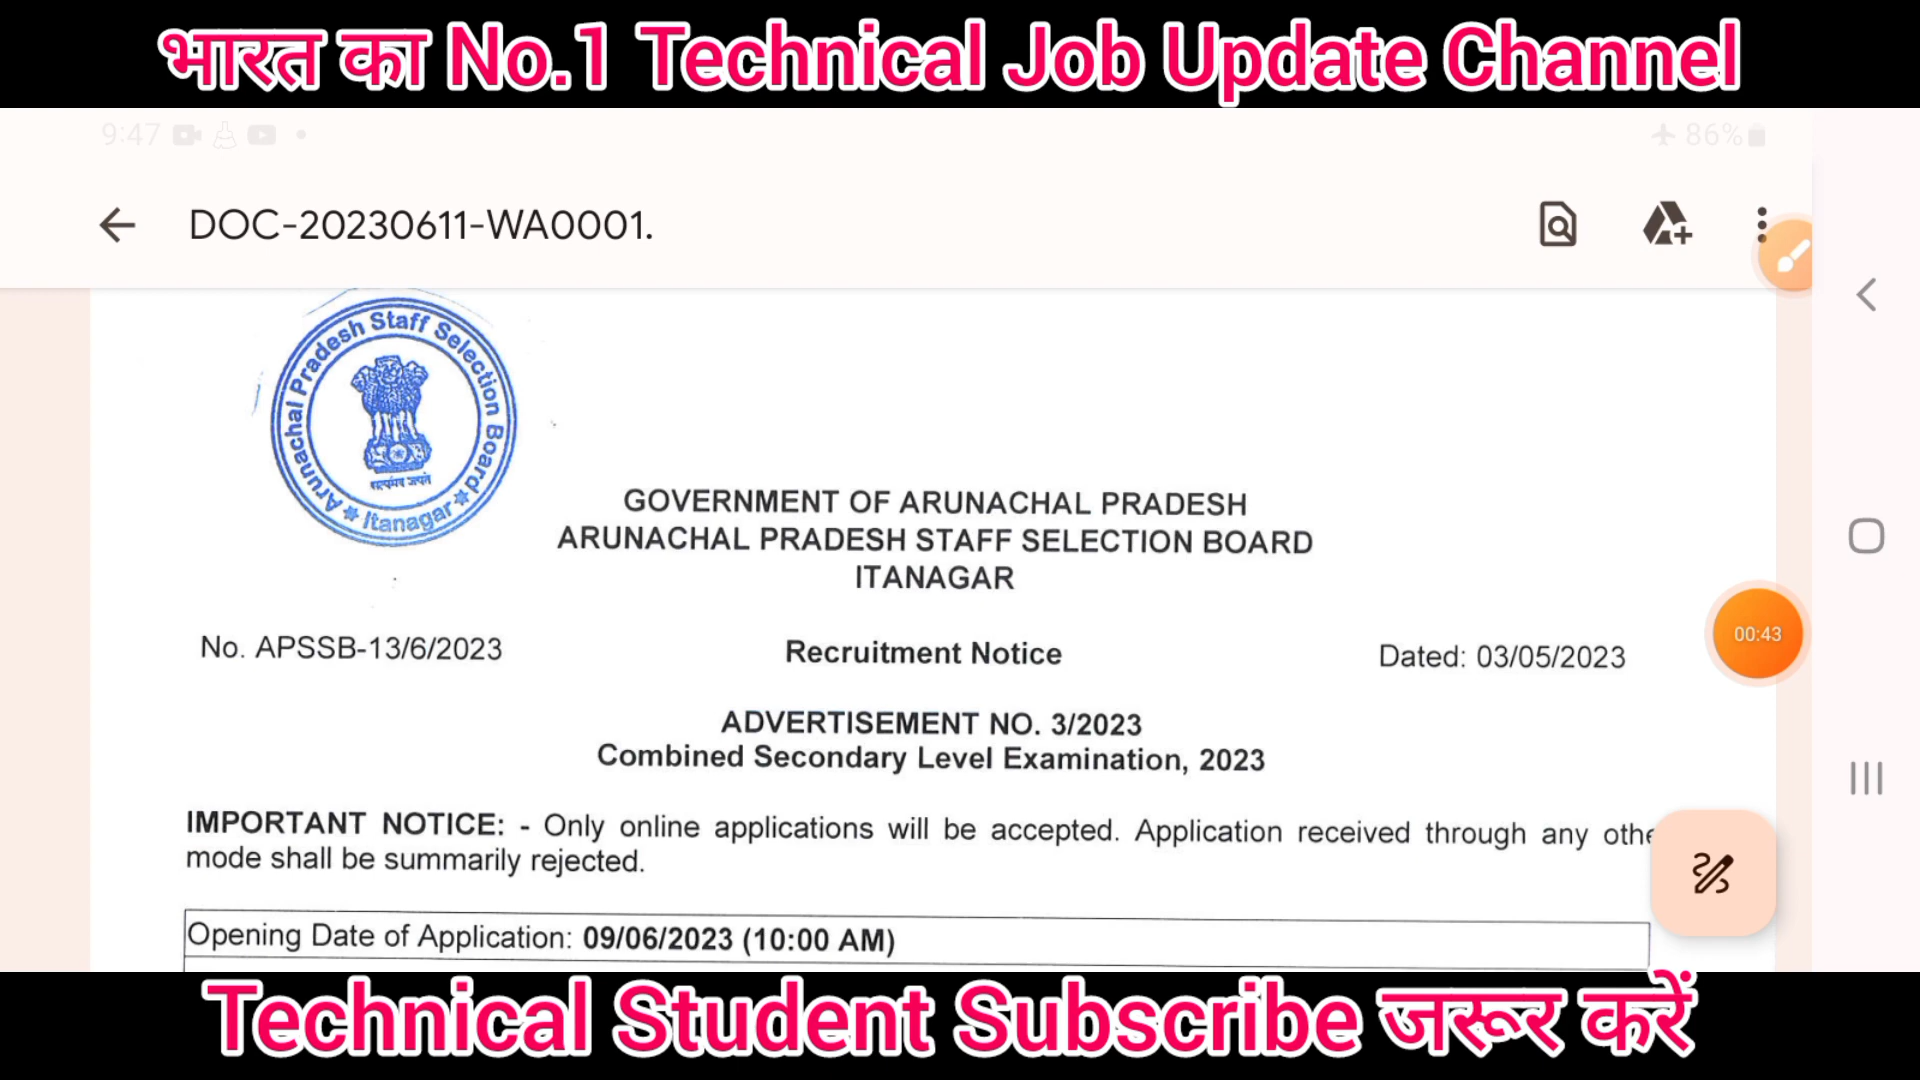 भारत का No.1 Technical Job Update Channel
9:47
86%
DOC-20230611-WA0001.
Arunachal Pradesh Staff Selection Board
Itanagar
सत्यमेव जयते
GOVERNMENT OF ARUNACHAL PRADESH
ARUNACHAL PRADESH STAFF SELECTION BOARD
ITANAGAR
No. APSSB-13/6/2023 Recruitment Notice Dated: 03/05/2023
00:43
ADVERTISEMENT NO. 3/2023
Combined Secondary Level Examination, 2023
IMPORTANT NOTICE: - Only online applications will be accepted. Application received through any othe
mode shall be summarily rejected.
Opening Date of Application: 09/06/2023 (10:00 AM)
Technical Student Subscribe जरूर करें